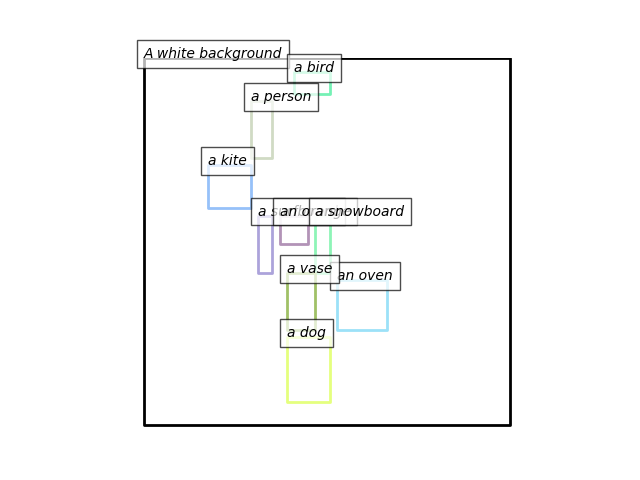 A white background
a bird
a person
a kite
a snowboard
a vase
an oven
a dog